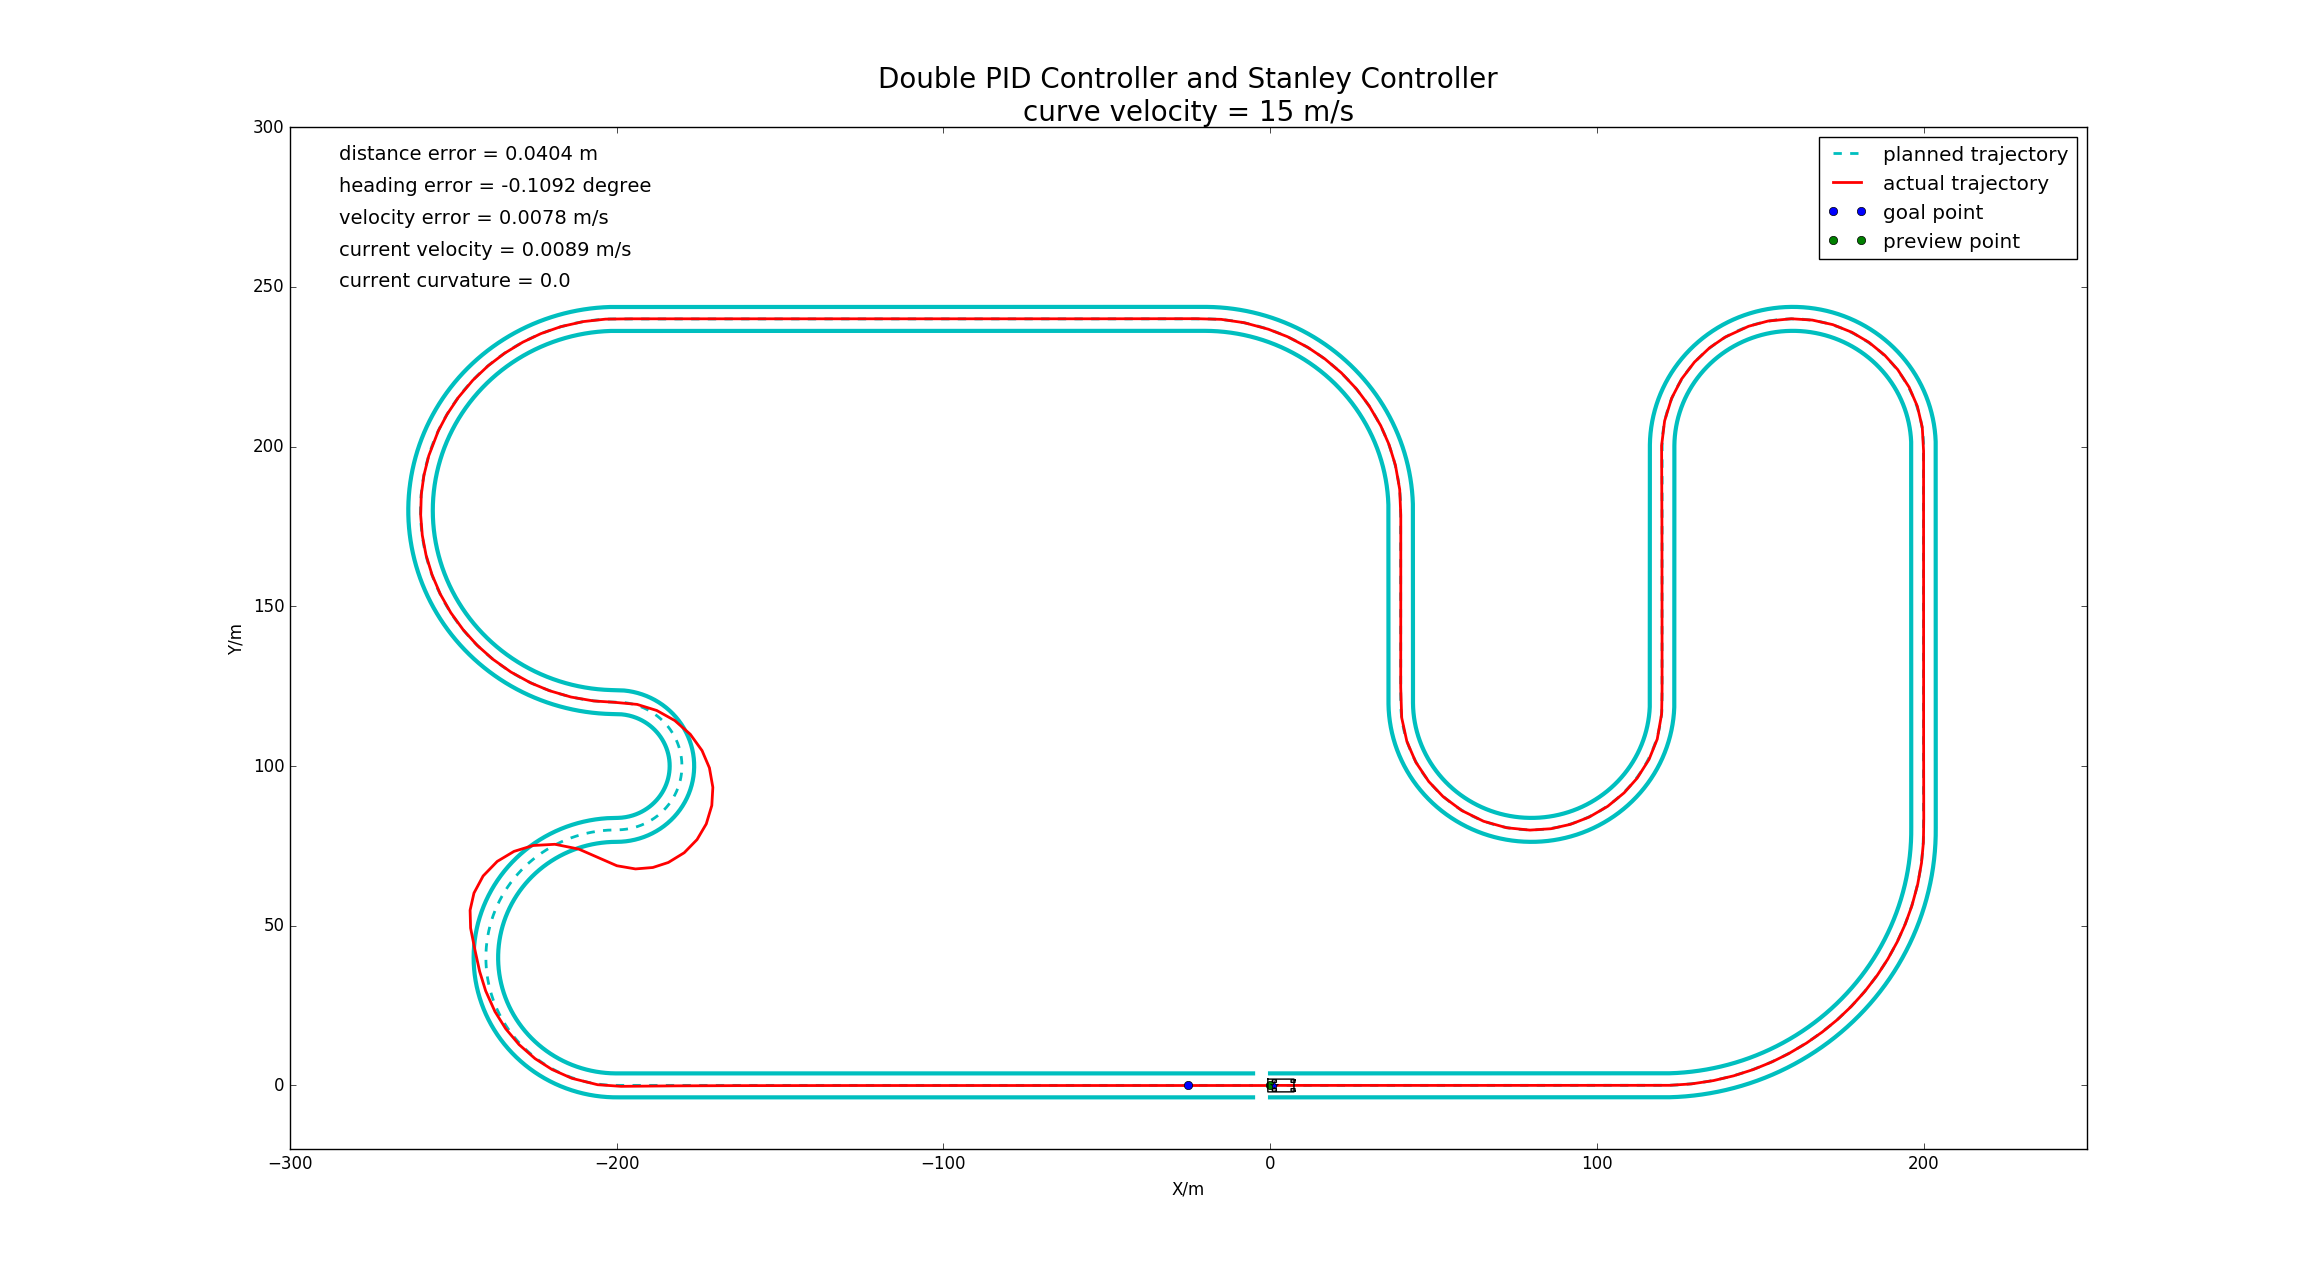 Double PID Controller and Stanley Controller
curve velocity = 15 m/s
distance error = 0.0404 m
heading error = -0.1092 degree
velocity error = 0.0078 m/s
current velocity = 0.0089 m/s
current curvature = 0.0
planned trajectory
actual trajectory
goal point
preview point
300
250
200
150
100
50
0
Y/m
−300
−200
−100
0
100
200
X/m